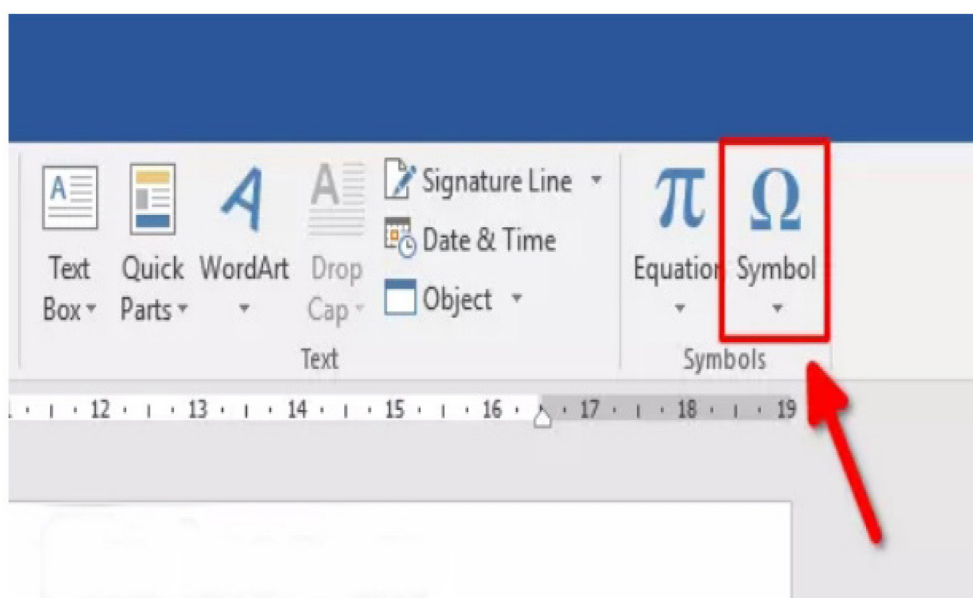 A
A
A
Signature Line
π
Ω
Date & Time
Text Box
Quick Parts
WordArt
Drop Cap
Object
Equation
Symbol
Text
Symbols
12 13 14 15 16 17 18 19